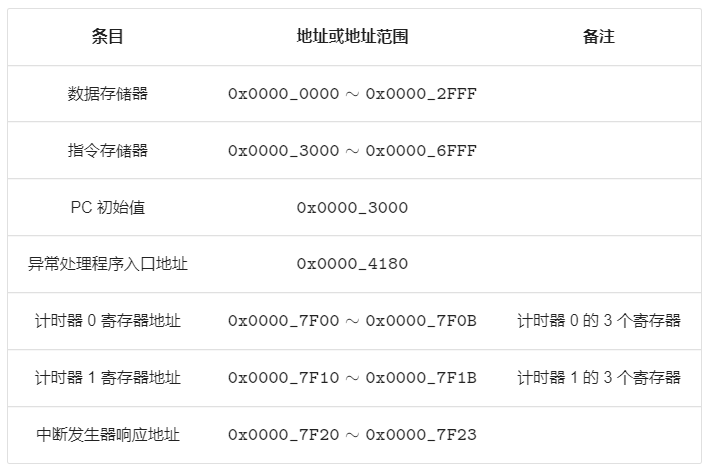 条目 地址或地址范围 备注
数据存储器 0x0000_0000 ∼ 0x0000_2FFF
指令存储器 0x0000_3000 ∼ 0x0000_6FFF
PC 初始值 0x0000_3000
异常处理程序入口地址 0x0000_4180
计时器 0 寄存器地址 0x0000_7F00 ∼ 0x0000_7F0B 计时器 0 的 3 个寄存器
计时器 1 寄存器地址 0x0000_7F10 ∼ 0x0000_7F1B 计时器 1 的 3 个寄存器
中断发生器响应地址 0x0000_7F20 ∼ 0x0000_7F23